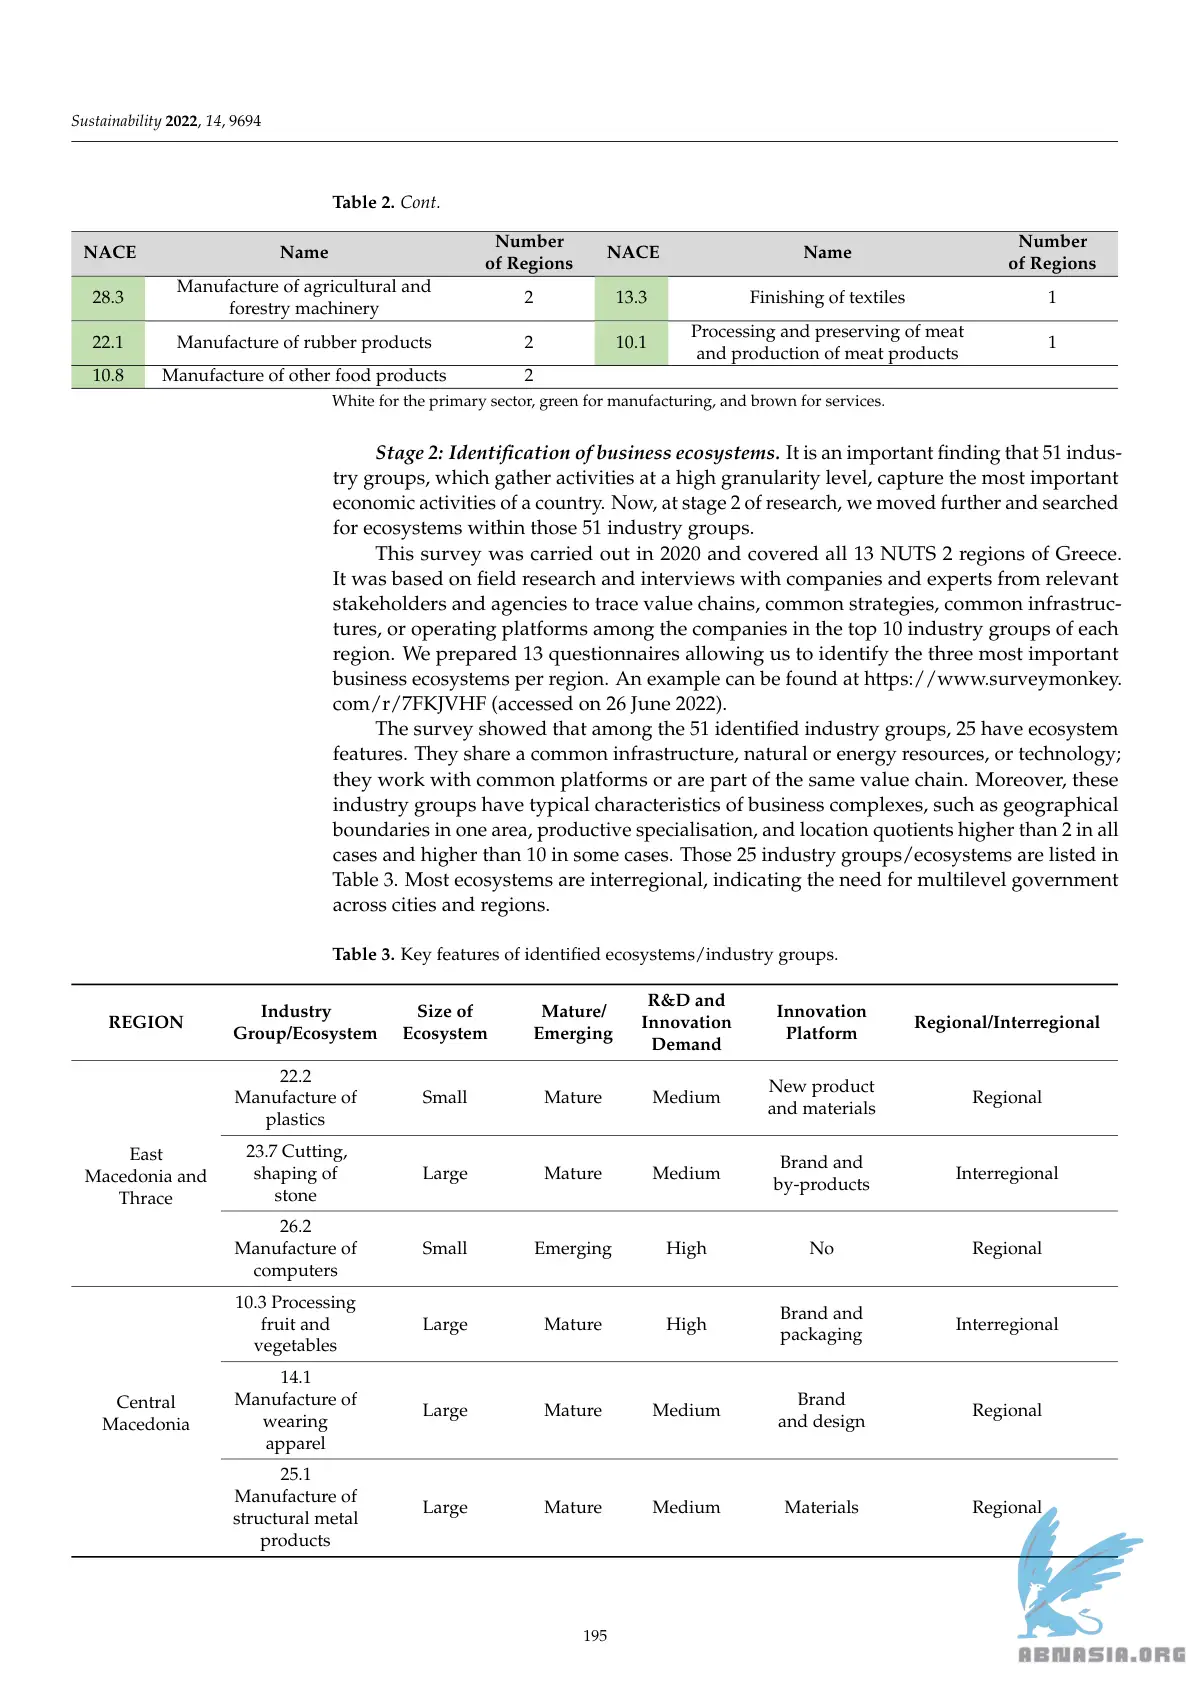 Sustainability 2022, 14, 9694
Table 2. Cont.
NACE Name Number of Regions NACE Name Number of Regions
28.3 Manufacture of agricultural and forestry machinery 2 13.3 Finishing of textiles 1
22.1 Manufacture of rubber products 2 10.1 Processing and preserving of meat and production of meat products 1
10.8 Manufacture of other food products 2
White for the primary sector, green for manufacturing, and brown for services.
Stage 2: Identification of business ecosystems. It is an important finding that 51 indus-
try groups, which gather activities at a high granularity level, capture the most important
economic activities of a country. Now, at stage 2 of research, we moved further and searched
for ecosystems within those 51 industry groups.
This survey was carried out in 2020 and covered all 13 NUTS 2 regions of Greece.
It was based on field research and interviews with companies and experts from relevant
stakeholders and agencies to trace value chains, common strategies, common infrastruc-
tures, or operating platforms among the companies in the top 10 industry groups of each
region. We prepared 13 questionnaires allowing us to identify the three most important
business ecosystems per region. An example can be found at https://www.surveymonkey.
com/r/7FKJVHF (accessed on 26 June 2022).
The survey showed that among the 51 identified industry groups, 25 have ecosystem
features. They share a common infrastructure, natural or energy resources, or technology;
they work with common platforms or are part of the same value chain. Moreover, these
industry groups have typical characteristics of business complexes, such as geographical
boundaries in one area, productive specialisation, and location quotients higher than 2 in all
cases and higher than 10 in some cases. Those 25 industry groups/ecosystems are listed in
Table 3. Most ecosystems are interregional, indicating the need for multilevel government
across cities and regions.
Table 3. Key features of identified ecosystems/industry groups.
REGION Industry Group/Ecosystem Size of Ecosystem Mature/ Emerging R&D and Innovation Demand Innovation Platform Regional/Interregional
East Macedonia and Thrace
22.2 Manufacture of plastics Small Mature Medium New product and materials Regional
23.7 Cutting, shaping of stone Large Mature Medium Brand and by-products Interregional
26.2 Manufacture of computers Small Emerging High No Regional
Central Macedonia
10.3 Processing fruit and vegetables Large Mature High Brand and packaging Interregional
14.1 Manufacture of wearing apparel Large Mature Medium Brand and design Regional
25.1 Manufacture of structural metal products Large Mature Medium Materials Regional
195
ABNASIA.ORG